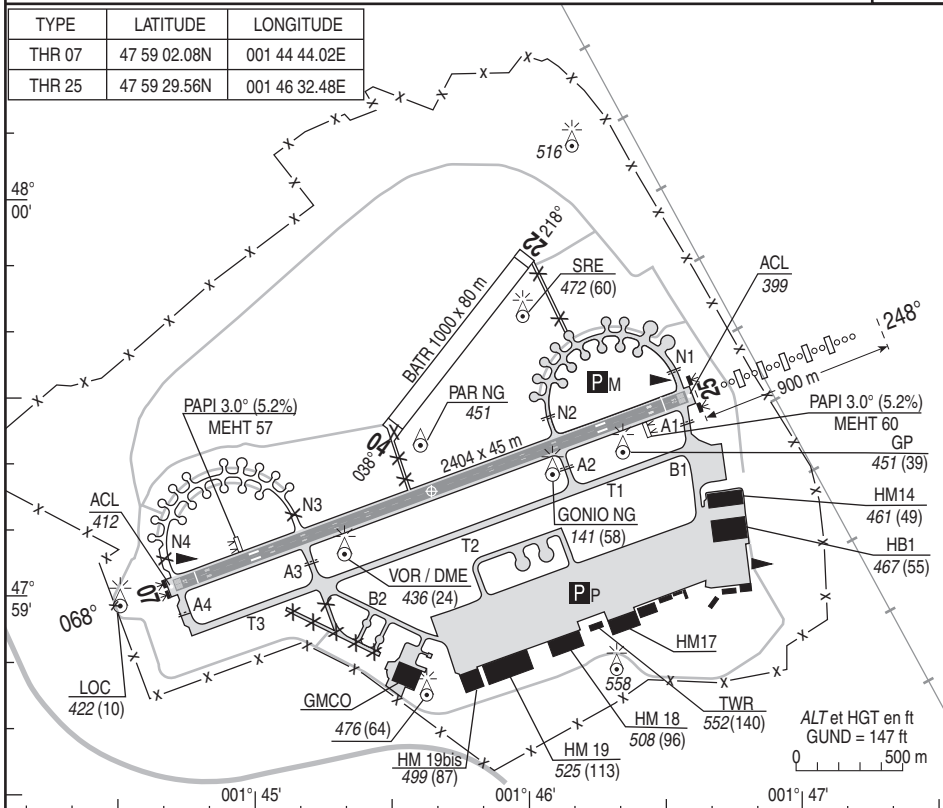 TYPE LATITUDE LONGITUDE
THR 07 47 59 02.08N 001 44 44.02E
THR 25 47 59 29.56N 001 46 32.48E
516
48°
00'
22
218°
SRE
472 (60)
ACL
399
248°
BATR 1000 x 80 m
N1
P M
25
900 m
PAR NG
451
PAPI 3.0° (5.2%)
MEHT 57
N2
A1
PAPI 3.0° (5.2%)
MEHT 60
04
038°
2404 x 45 m
GP
451 (39)
A2
B1
T1
ACL
412
N3
GONIO NG
141 (58)
HM14
461 (49)
N4
T2
HB1
467 (55)
A3
VOR / DME
436 (24)
47°
59'
07
068°
A4
B2
P P
T3
HM17
LOC
422 (10)
GMCO
558
TWR
552(140)
476 (64)
HM 18
508 (96)
ALT et HGT en ft
GUND = 147 ft
HM 19bis
499 (87)
HM 19
525 (113)
0 500 m
001° 45' 001° 46' 001° 47'